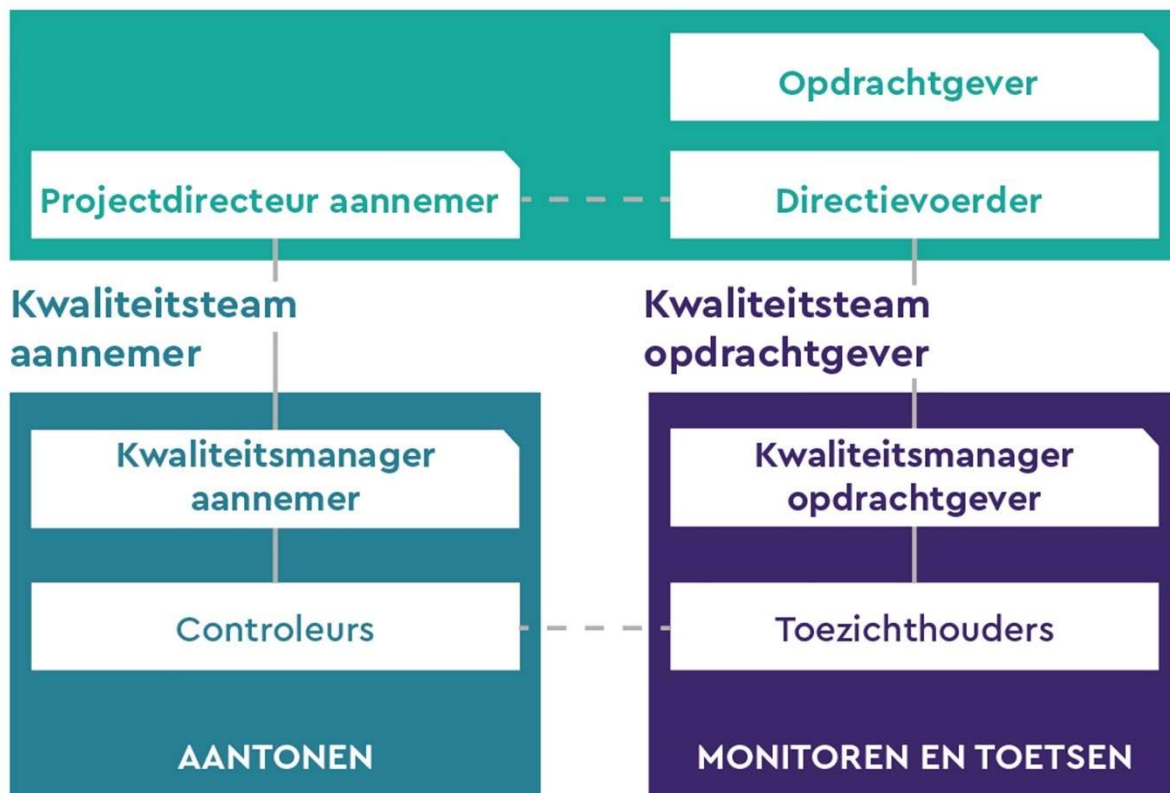 Opdrachtgever
Projectdirecteur aannemer
Directievoerder
Kwaliteitsteam
aannemer
Kwaliteitsteam
opdrachtgever
Kwaliteitsmanager
aannemer
Kwaliteitsmanager
opdrachtgever
Controleurs
Toezichthouders
AANTONEN
MONITOREN EN TOETSEN